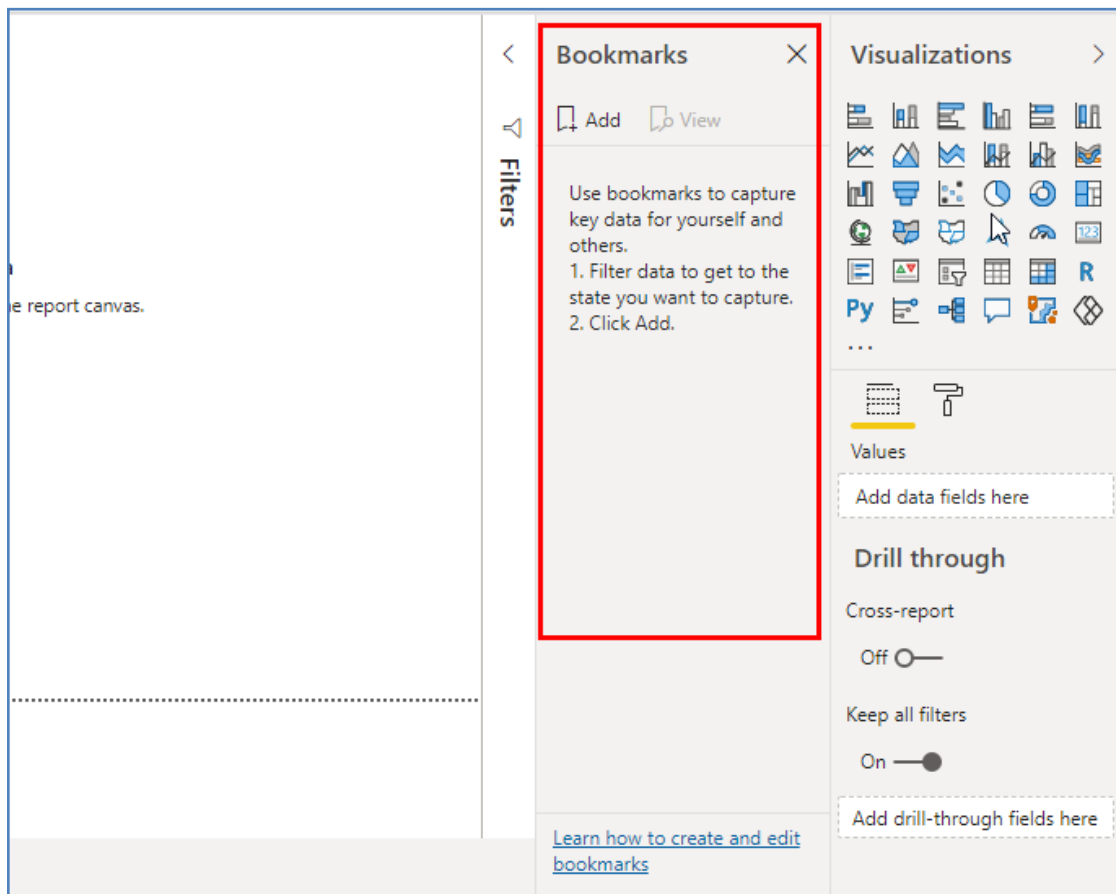 e report canvas.
Filters
Bookmarks
Add
View
Use bookmarks to capture
key data for yourself and
others.
1. Filter data to get to the
state you want to capture.
2. Click Add.
Learn how to create and edit
bookmarks
Visualizations
123
R
Py
...
Values
Add data fields here
Drill through
Cross-report
Off
Keep all filters
On
Add drill-through fields here